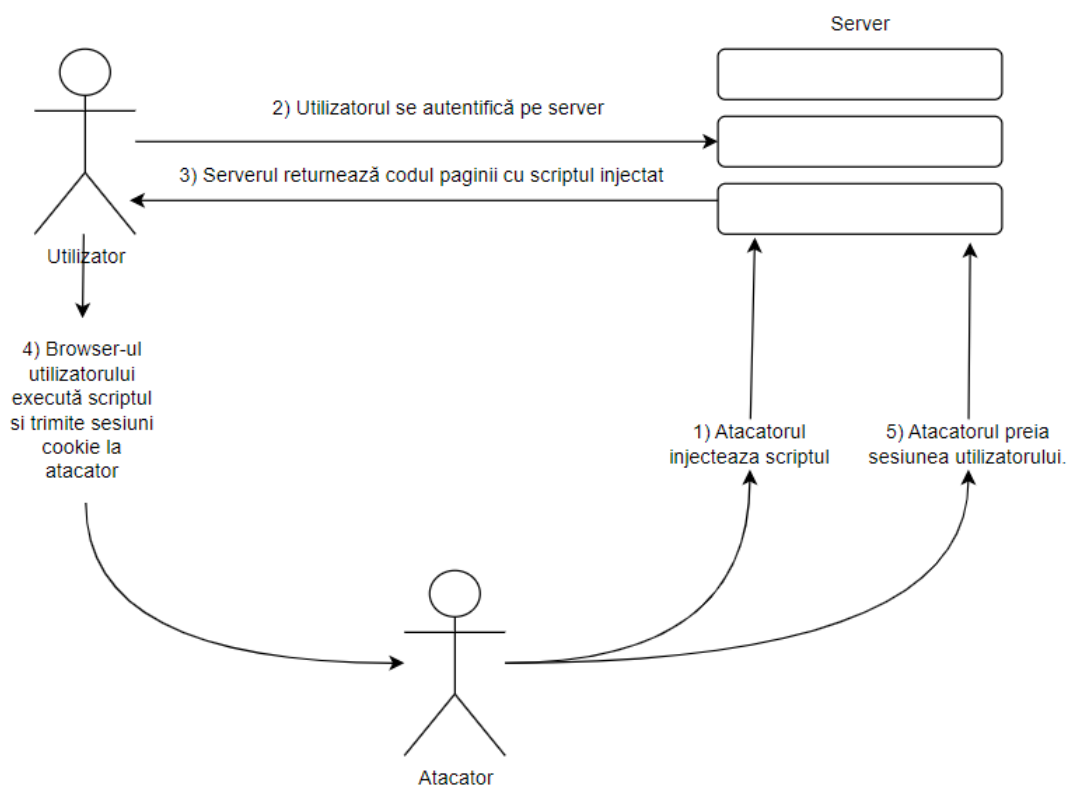 Server
2) Utilizatorul se autentifică pe server
3) Serverul returnează codul paginii cu scriptul injectat
Utilizator
4) Browser-ul
utilizatorului
execută scriptul
si trimite sesiuni
cookie la
atacator
1) Atacatorul
injecteaza scriptul
5) Atacatorul preia
sesiunea utilizatorului.
Atacator